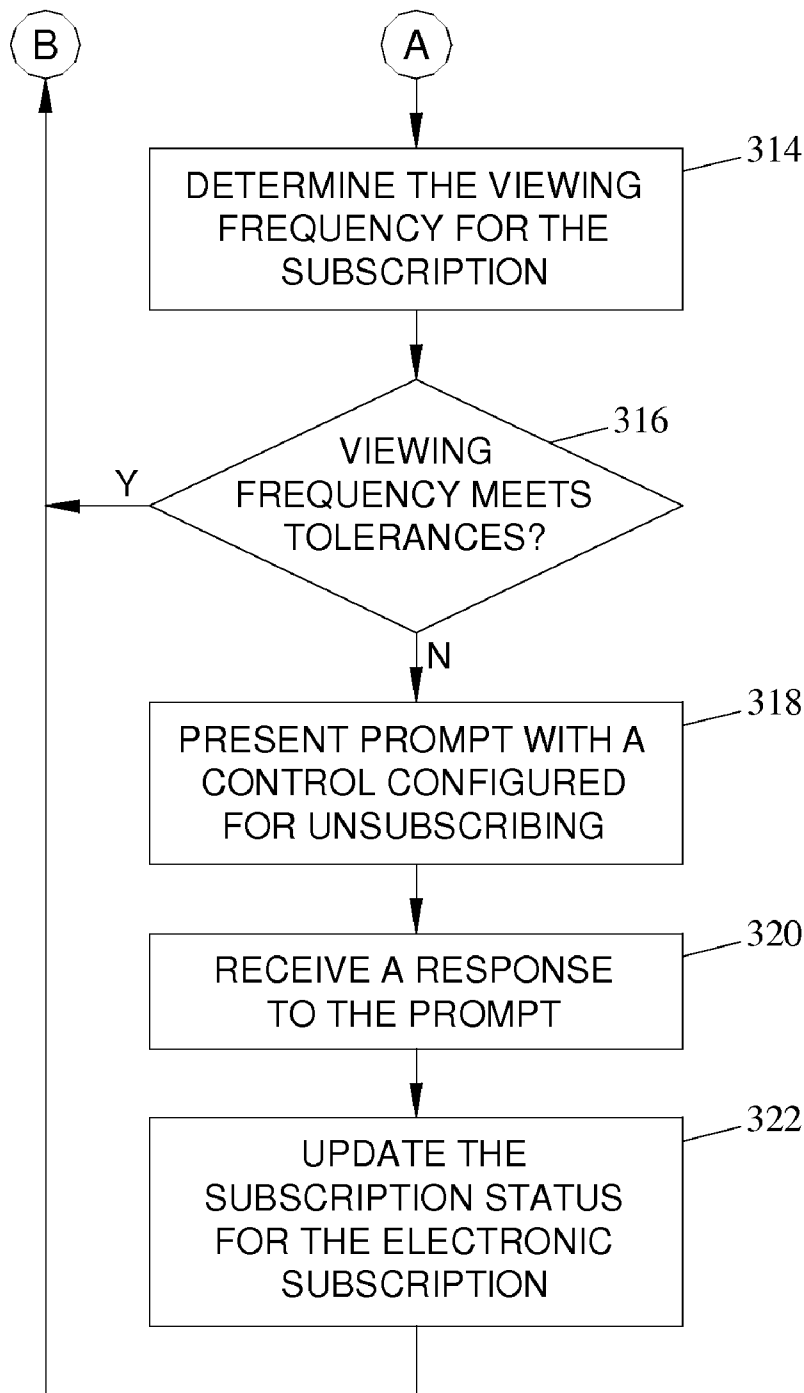 B
A
314
DETERMINE THE VIEWING
FREQUENCY FOR THE
SUBSCRIPTION
316
VIEWING
FREQUENCY MEETS
TOLERANCES?
Y
N
318
PRESENT PROMPT WITH A
CONTROL CONFIGURED
FOR UNSUBSCRIBING
320
RECEIVE A RESPONSE
TO THE PROMPT
322
UPDATE THE
SUBSCRIPTION STATUS
FOR THE ELECTRONIC
SUBSCRIPTION